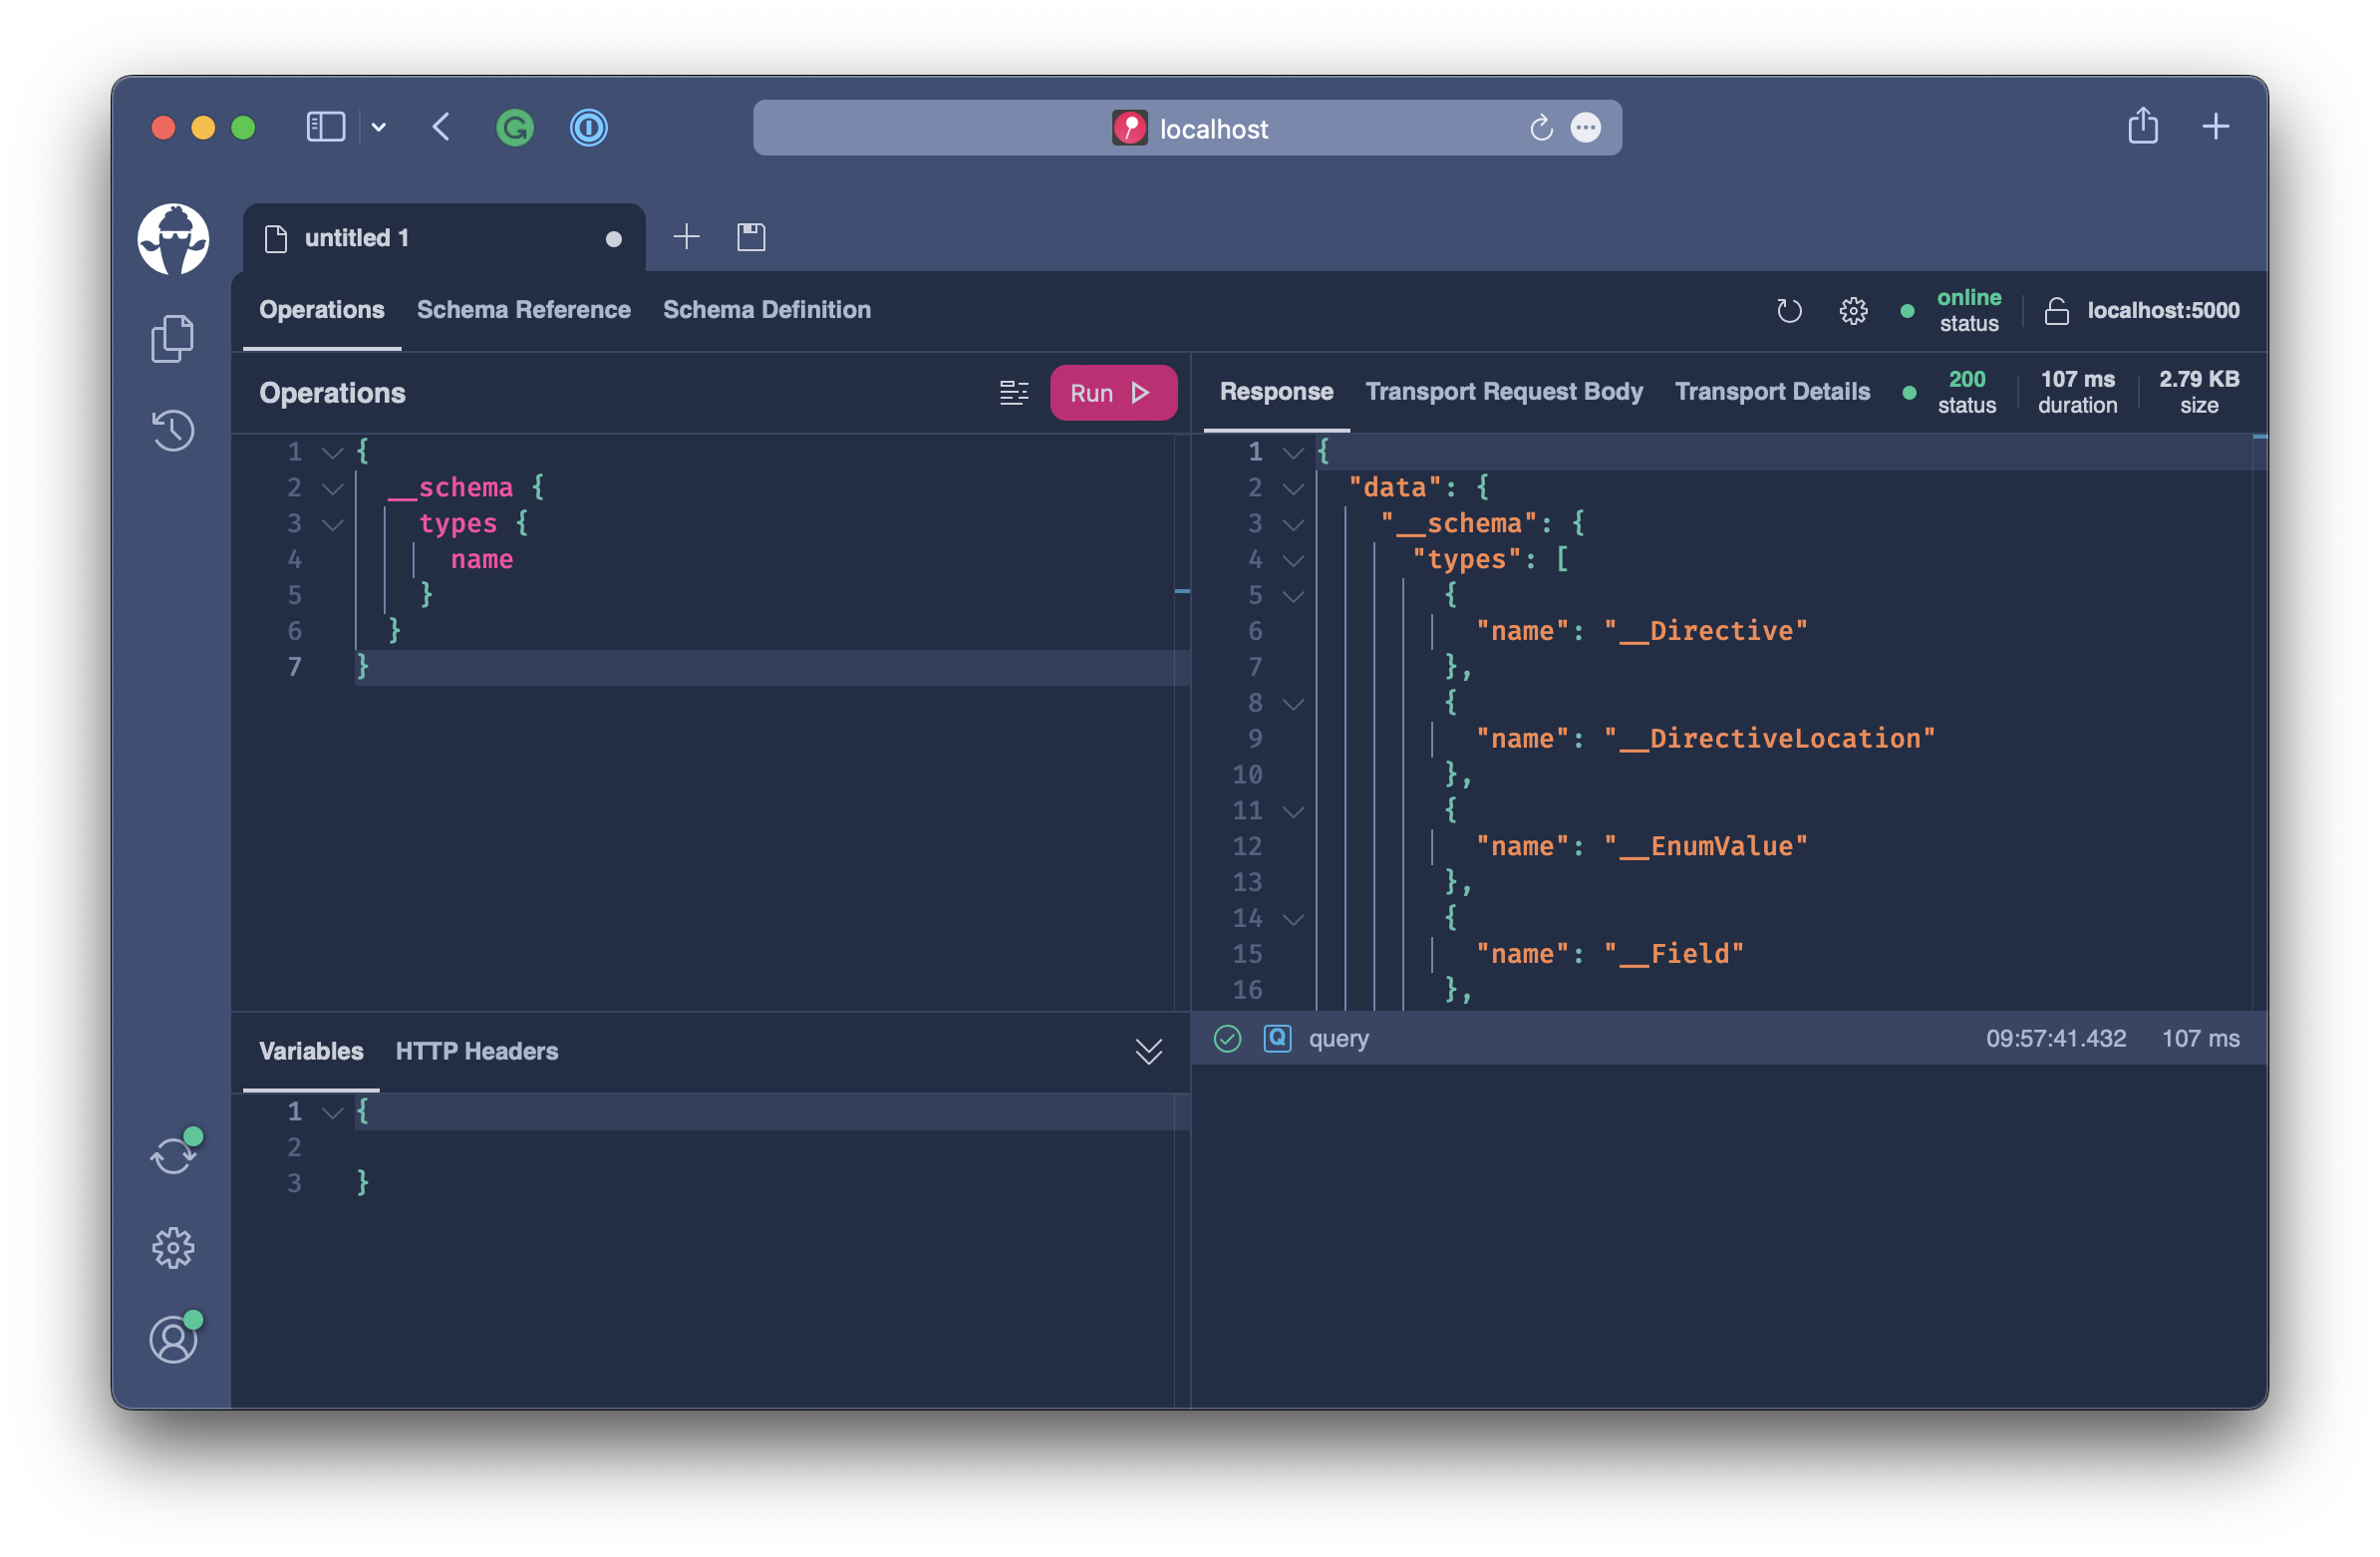 localhost
untitled 1
Operations Schema Reference Schema Definition
online
status
localhost:5000
Operations
Run
Response Transport Request Body Transport Details
200
status
107 ms
duration
2.79 KB
size
1 {
2 __schema {
3 types {
4 name
5 }
6 }
7 }
1 {
2 "data": {
3 "__schema": {
4 "types": [
5 {
6 "name": "__Directive"
7 },
8 {
9 "name": "__DirectiveLocation"
10 },
11 {
12 "name": "__EnumValue"
13 },
14 {
15 "name": "__Field"
16 },
Variables HTTP Headers
1 {
2
3 }
Q query 09:57:41.432 107 ms